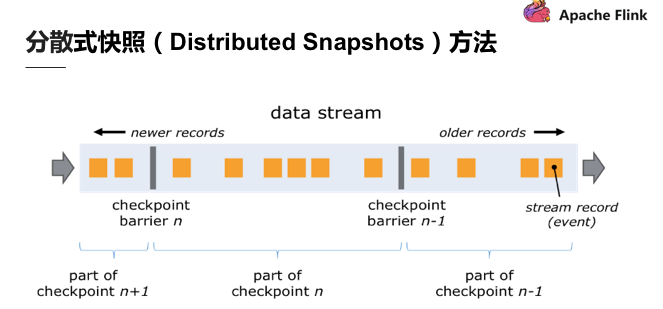 Apache Flink
分散式快照（Distributed Snapshots）方法
data stream
newer records
older records
checkpoint
barrier n
checkpoint
barrier n-1
stream record
(event)
part of
checkpoint n+1
part of
checkpoint n
part of
checkpoint n-1